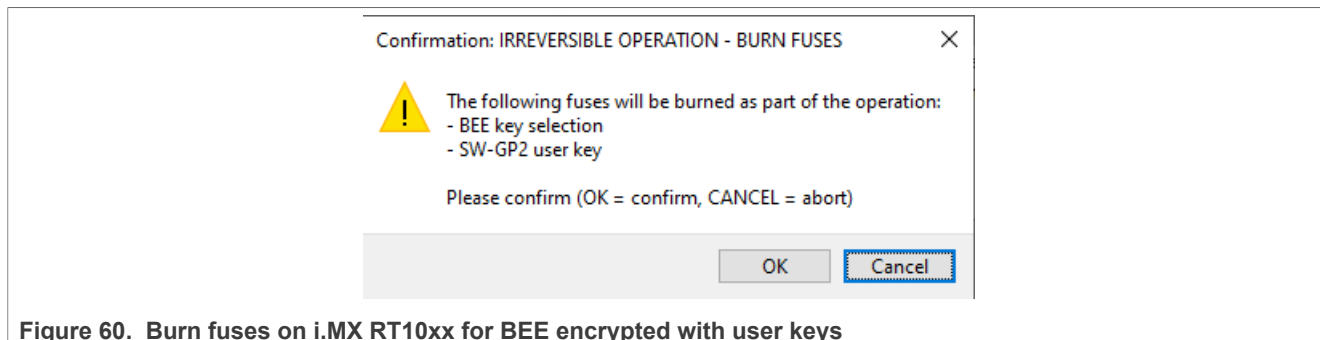 Confirmation: IRREVERSIBLE OPERATION - BURN FUSES
The following fuses will be burned as part of the operation:
- BEE key selection
- SW-GP2 user key
Please confirm (OK = confirm, CANCEL = abort)
OK
Cancel
Figure 60. Burn fuses on i.MX RT10xx for BEE encrypted with user keys